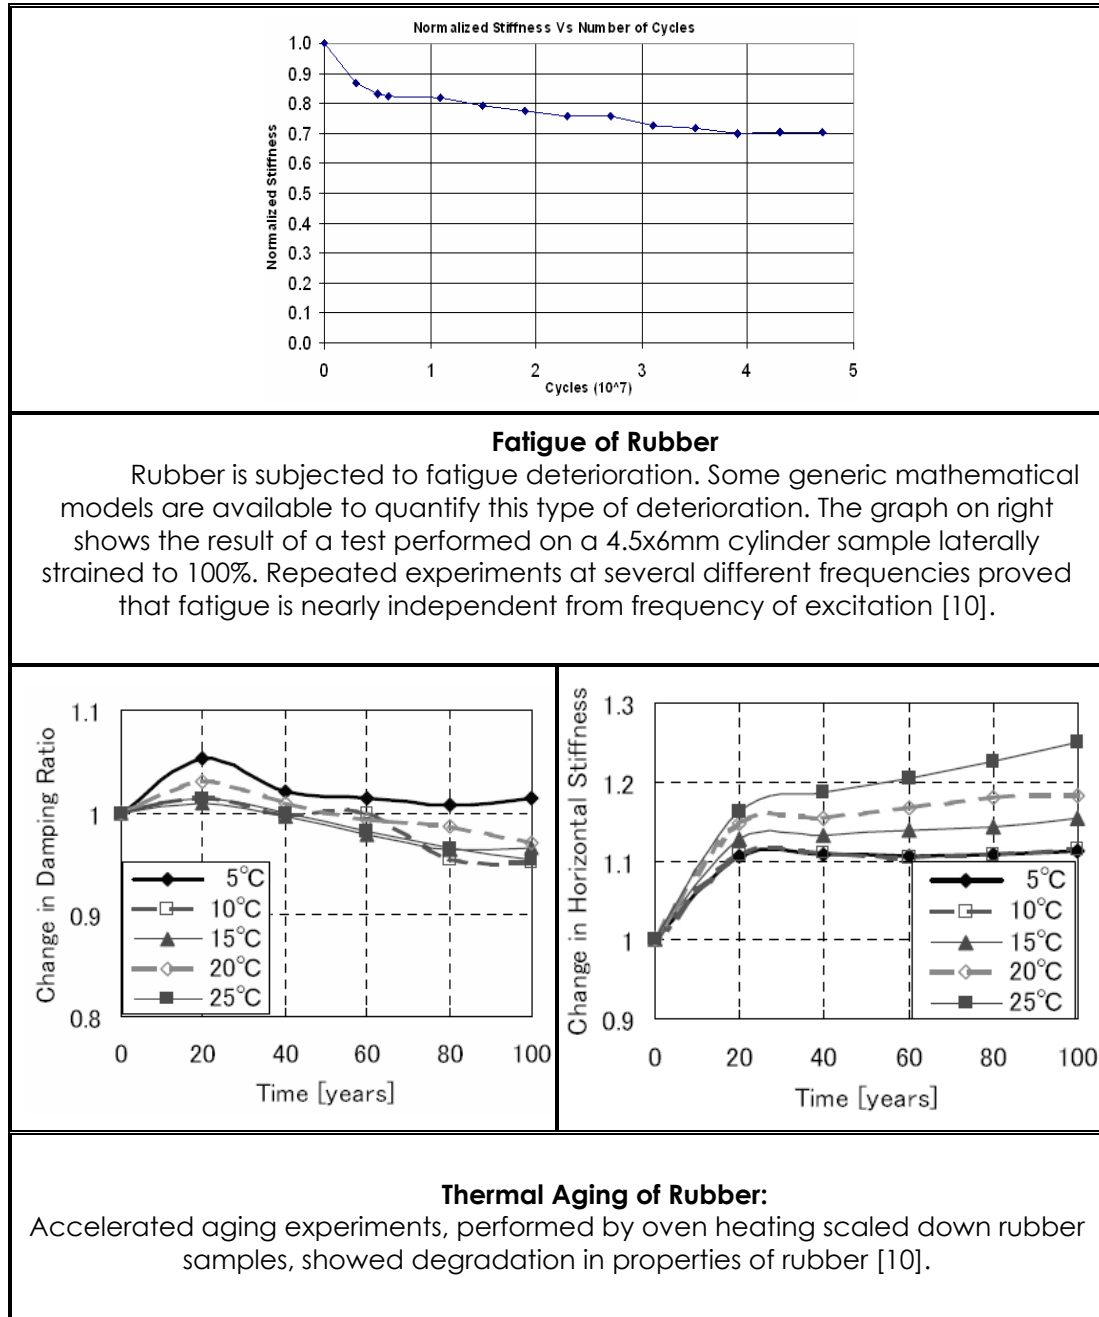 Normalized Stiffness Vs Number of Cycles
Normalized Stiffness
1.0
0.9
0.8
0.7
0.6
0.5
0.4
0.3
0.2
0.1
0.0
0 1 2 3 4 5
Cycles (10^7)
Fatigue of Rubber
Rubber is subjected to fatigue deterioration. Some generic mathematical
models are available to quantify this type of deterioration. The graph on right
shows the result of a test performed on a 4.5x6mm cylinder sample laterally
strained to 100%. Repeated experiments at several different frequencies proved
that fatigue is nearly independent from frequency of excitation [10].
Change in Damping Ratio
1.1
1
0.9
0.8
5°C
10°C
15°C
20°C
25°C
0 20 40 60 80 100
Time [years]
Change in Horizontal Stiffness
1.3
1.2
1.1
1
0.9
5°C
10°C
15°C
20°C
25°C
0 20 40 60 80 100
Time [years]
Thermal Aging of Rubber:
Accelerated aging experiments, performed by oven heating scaled down rubber
samples, showed degradation in properties of rubber [10].